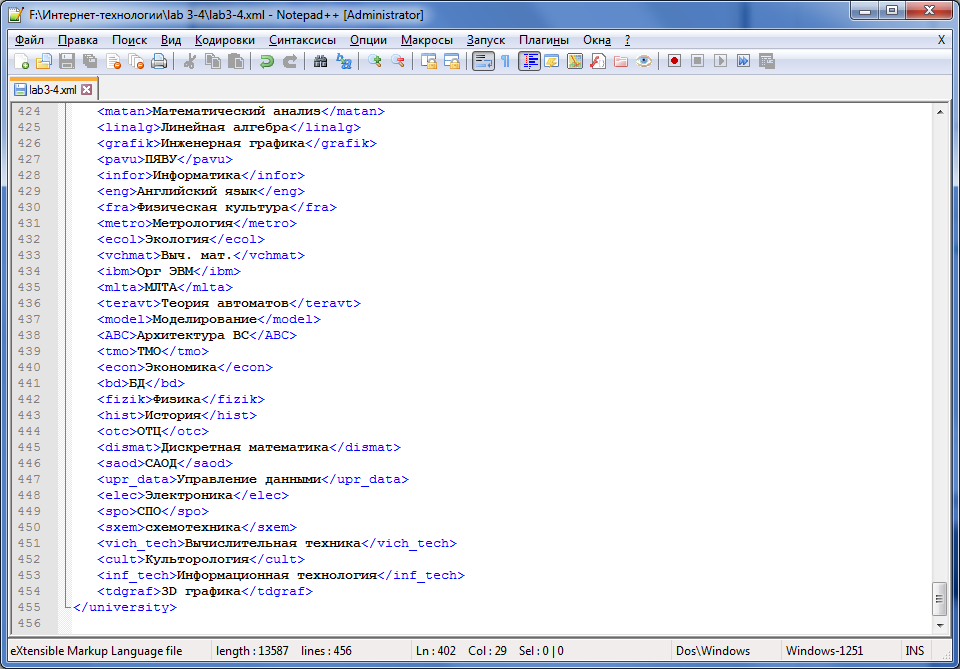 F:\Интернет-технологии\lab 3-4\lab3-4.xml - Notepad++ [Administrator]
Файл Правка Поиск Вид Кодировки Синтаксисы Опции Макросы Запуск Плагины Окна ? X
lab3-4.xml
424 <matan>Математический анализ</matan>
425 <linalg>Линейная алгебра</linalg>
426 <grafik>Инженерная графика</grafik>
427 <pavu>ПЯВУ</pavu>
428 <infor>Информатика</infor>
429 <eng>Английский язык</eng>
430 <fra>Физическая культура</fra>
431 <metro>Метрология</metro>
432 <ecol>Экология</ecol>
433 <vchmat>Выч. мат.</vchmat>
434 <ibm>Орг ЭВМ</ibm>
435 <mlta>МЛТА</mlta>
436 <teravt>Теория автоматов</teravt>
437 <model>Моделирование</model>
438 <ABC>Архитектура ВС</ABC>
439 <tmo>ТМО</tmo>
440 <econ>Экономика</econ>
441 <bd>БД</bd>
442 <fizik>Физика</fizik>
443 <hist>История</hist>
444 <otc>ОТЦ</otc>
445 <dismat>Дискретная математика</dismat>
446 <saod>САОД</saod>
447 <upr_data>Управление данными</upr_data>
448 <elec>Электроника</elec>
449 <spo>СПО</spo>
450 <sxem>схемотехника</sxem>
451 <vich_tech>Вычислительная техника</vich_tech>
452 <cult>Культорология</cult>
453 <inf_tech>Информационная технология</inf_tech>
454 <tdgraf>3D графика</tdgraf>
455 </university>
456
eXtensible Markup Language file length : 13587 lines : 456 Ln : 402 Col : 29 Sel : 0 | 0 Dos\Windows Windows-1251 INS